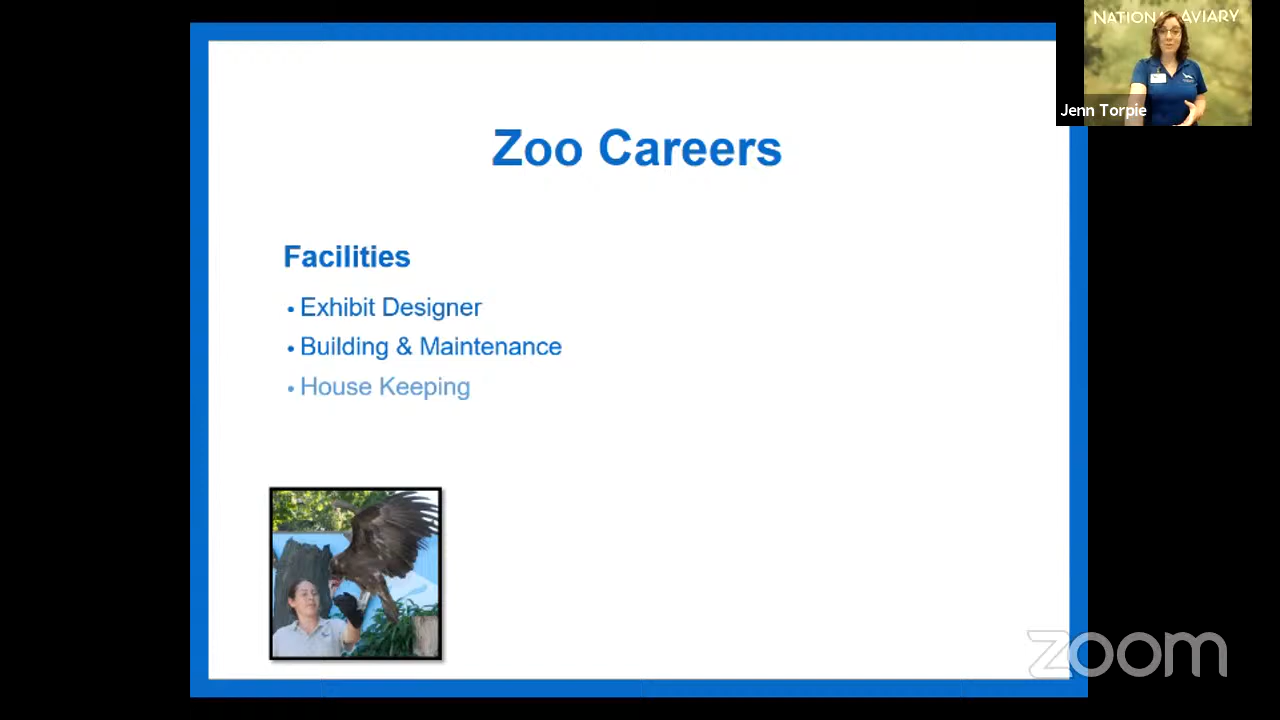 NATIONAL AVIARY
Jenn Torpie
Zoo Careers
Facilities
• Exhibit Designer
• Building & Maintenance
• House Keeping
zoom